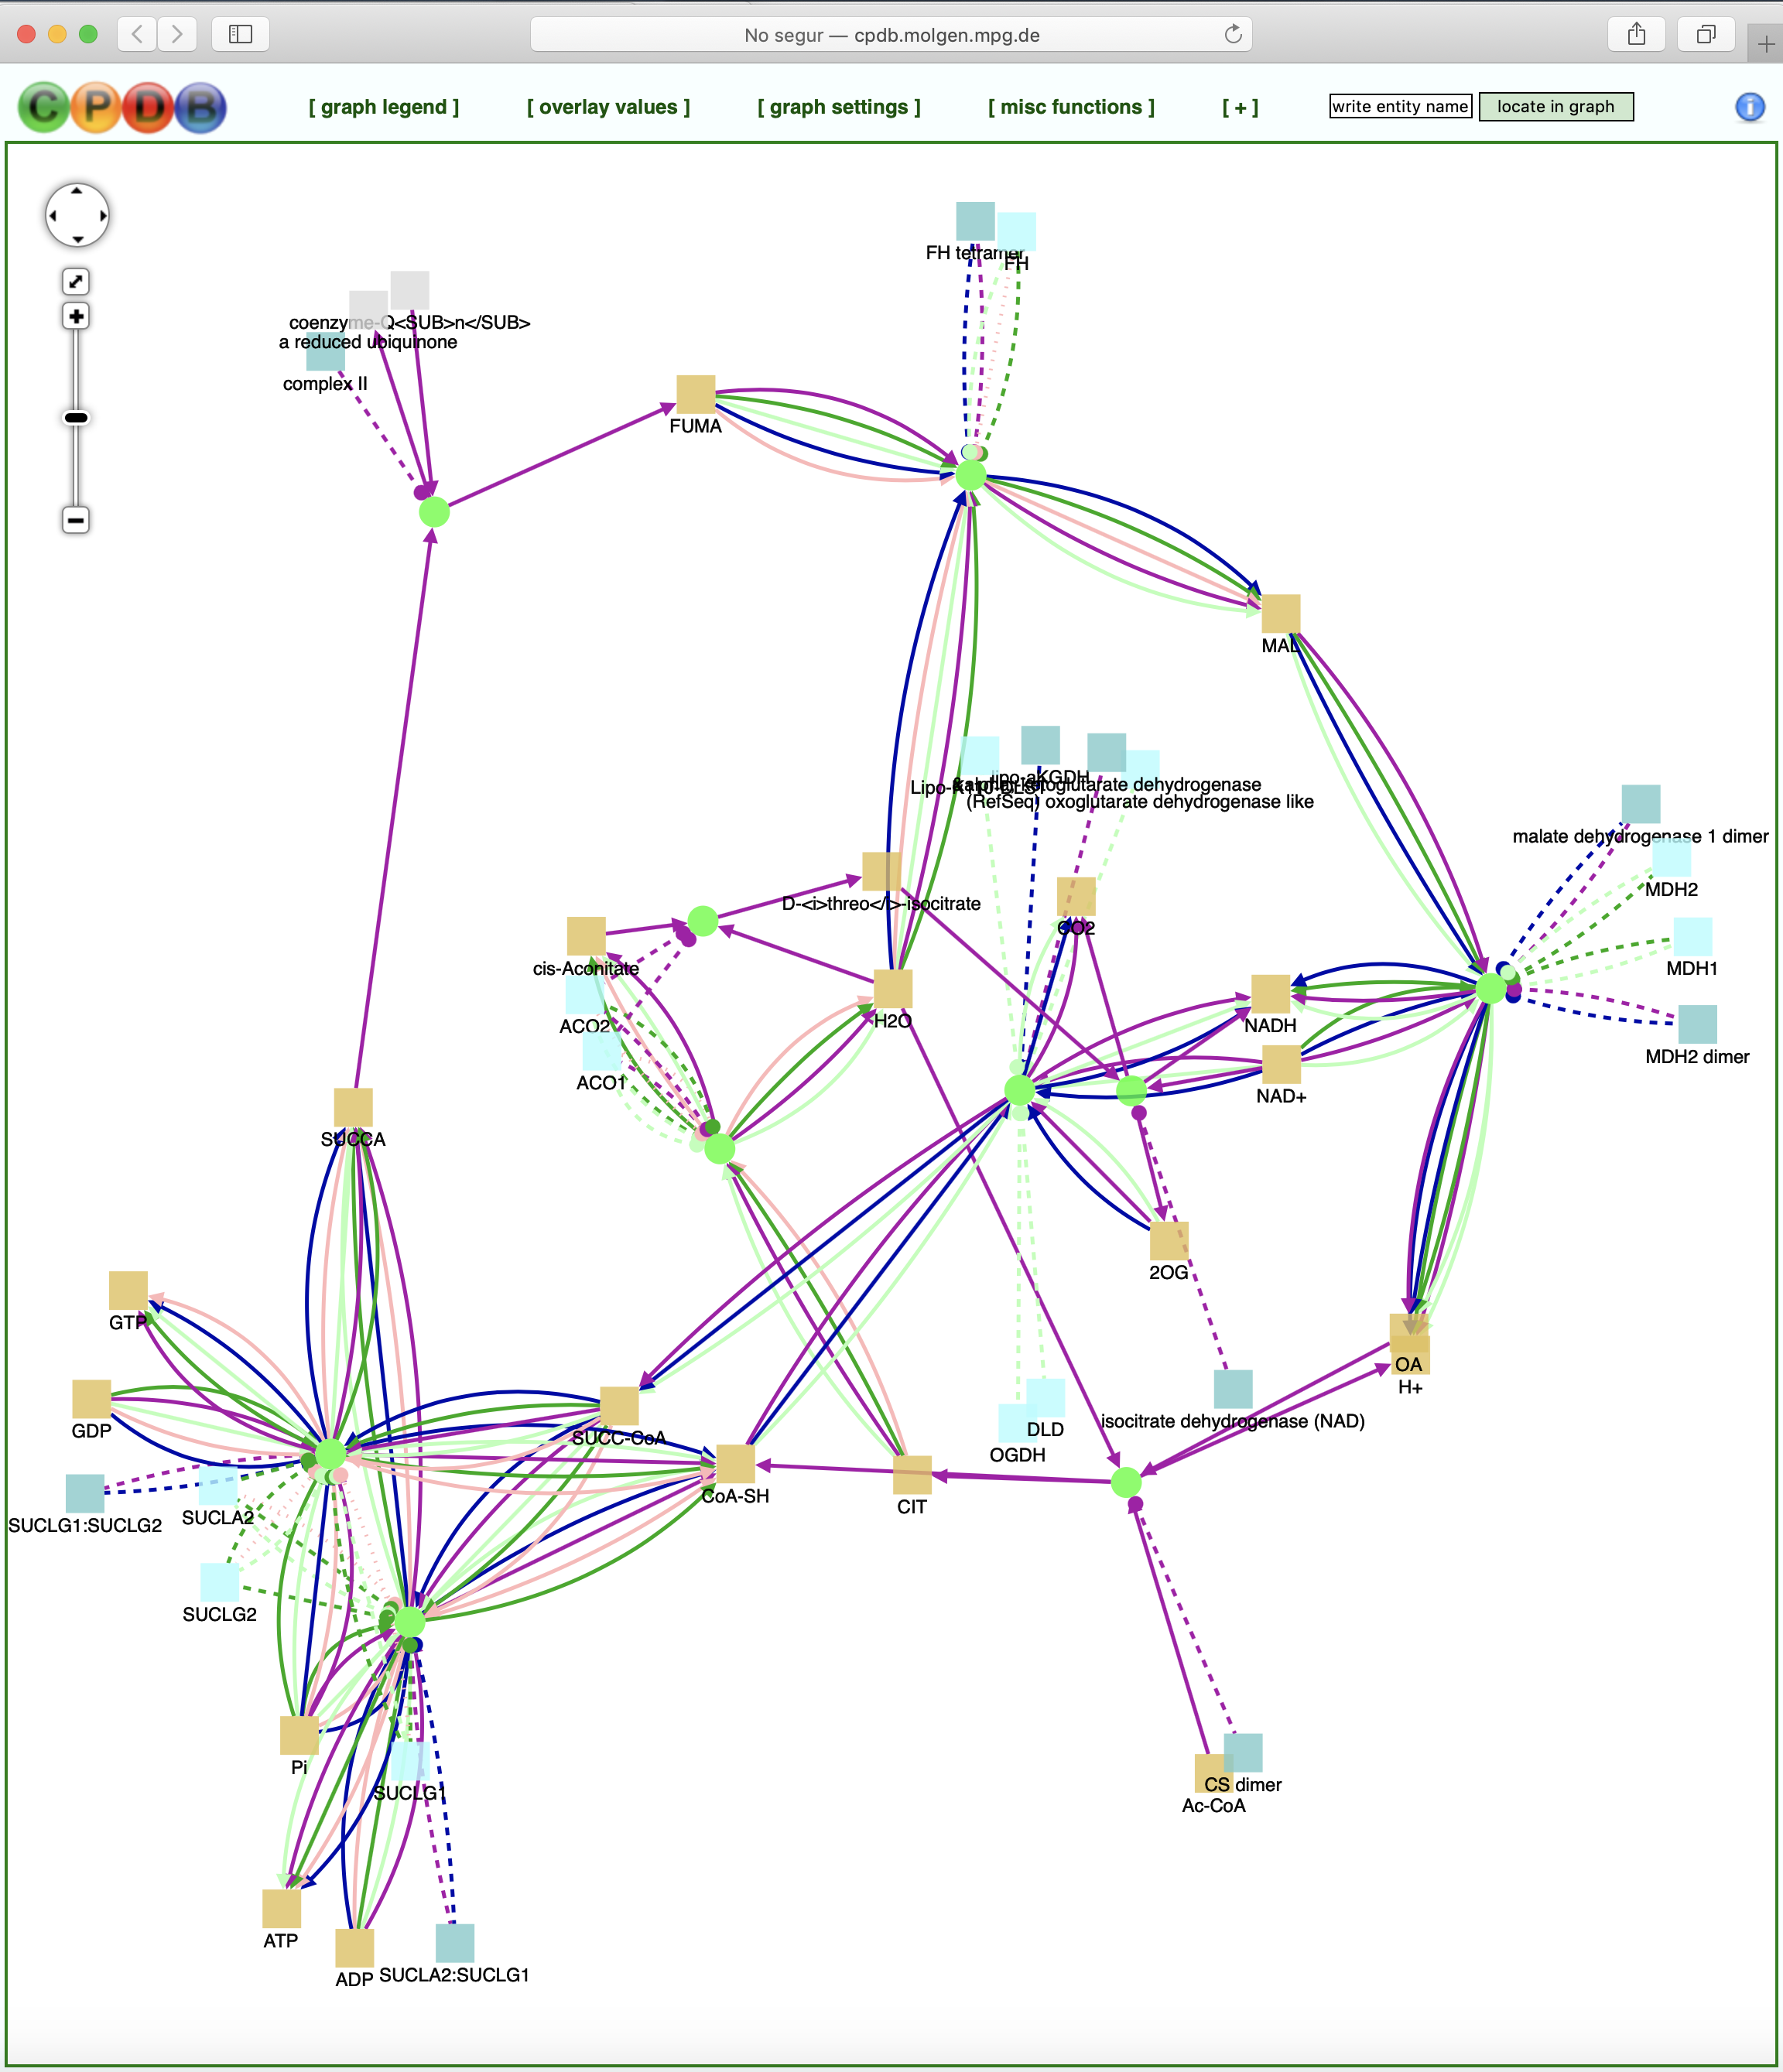 No segur — cpdb.molgen.mpg.de
CPDB
[ graph legend ]
[ overlay values ]
[ graph settings ]
[ misc functions ]
[ + ]
write entity name
locate in graph
i
FH tetramer
FH
coenzyme-Q<SUB>n</SUB>
a reduced ubiquinone
complex II
FUMA
MAL
lipo-aKGDH
dehydrogenase
(RefSeq) oxoglutarate dehydrogenase like
malate dehydrogenase 1 dimer
MDH2
D-<i>threo</i>-isocitrate
CO2
cis-Aconitate
MDH1
H2O
NADH
ACO2
MDH2 dimer
ACO1
NAD+
SUCCA
2OG
GTP
OA
H+
isocitrate dehydrogenase (NAD)
GDP
SUCC-CoA
DLD
OGDH
CoA-SH
CIT
SUCLA2
SUCLG1:SUCLG2
SUCLG2
Pi
SUCLG1
CS dimer
Ac-CoA
ATP
SUCLA2:SUCLG1
ADP